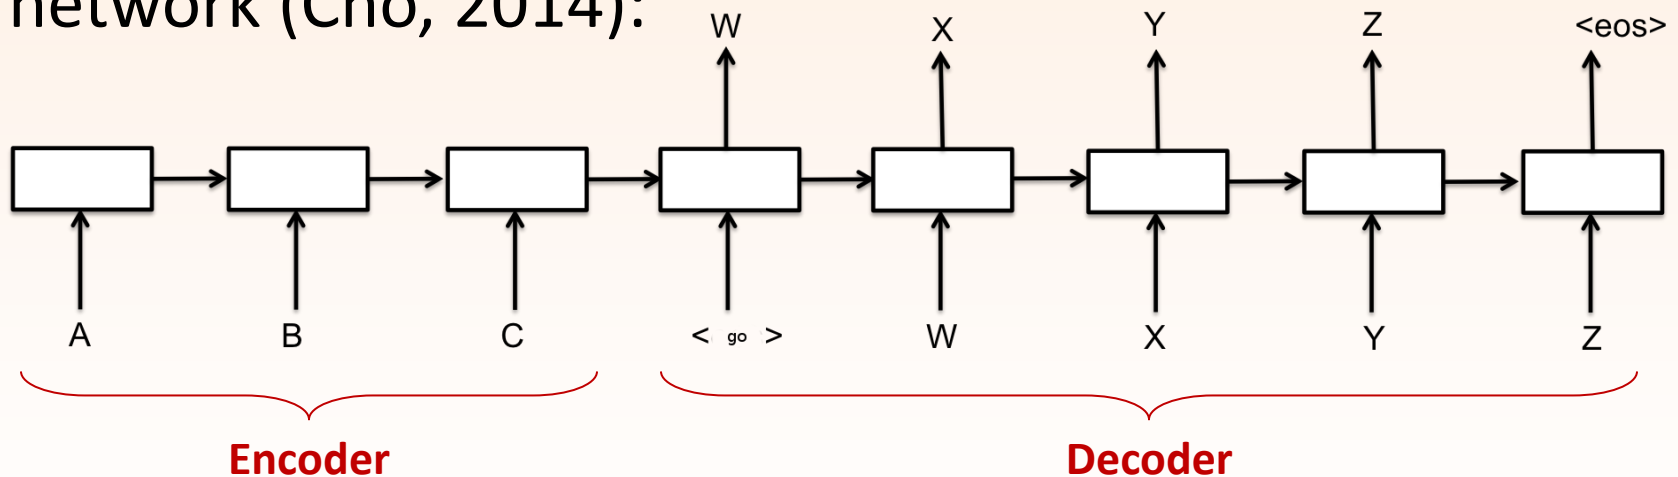 network (Cho, 2014):
W X Y Z <eos>
A B C < go > W X Y Z
Encoder Decoder